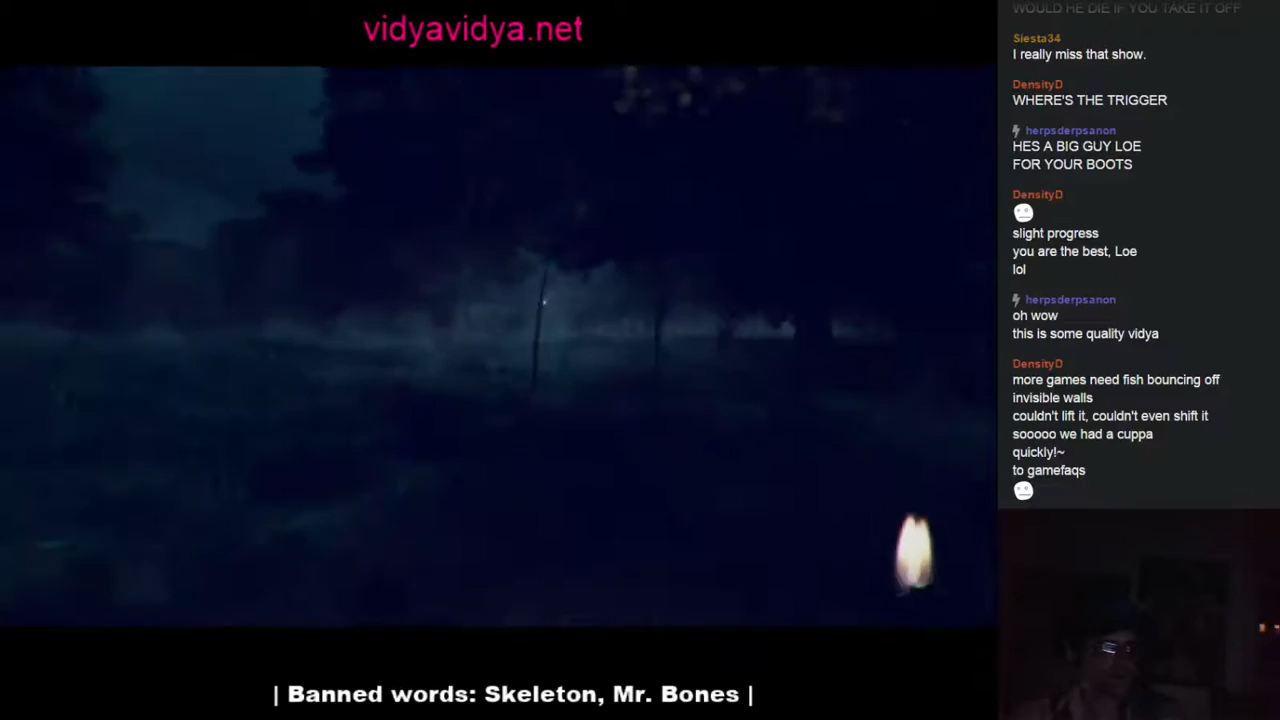 vidyavidya.net
WOULD HE DIE IF YOU TAKE IT OFF
Siesta34
I really miss that show.
DensityD
WHERE'S THE TRIGGER
herpsderpsanon
HES A BIG GUY LOE
FOR YOUR BOOTS
DensityD
slight progress
you are the best, Loe
lol
herpsderpsanon
oh wow
this is some quality vidya
DensityD
more games need fish bouncing off
invisible walls
couldn't lift it, couldn't even shift it
sooooo we had a cuppa
quickly!~
to gamefaqs
| Banned words: Skeleton, Mr. Bones |